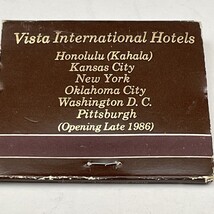 Vista International Hotels
Honolulu (Kahala)
Kansas City
New York
Oklahoma City
Washington D. C.
Pittsburgh
(Opening Late 1986)